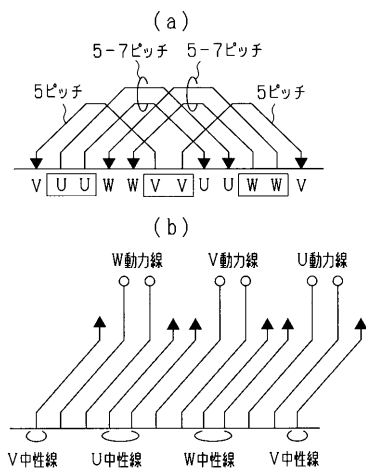 (a)
5-7ピッチ 5-7ピッチ
5ピッチ 5ピッチ
V U U W W V V U U W W V
(b)
W動力線 V動力線 U動力線
V中性線 U中性線 W中性線 V中性線